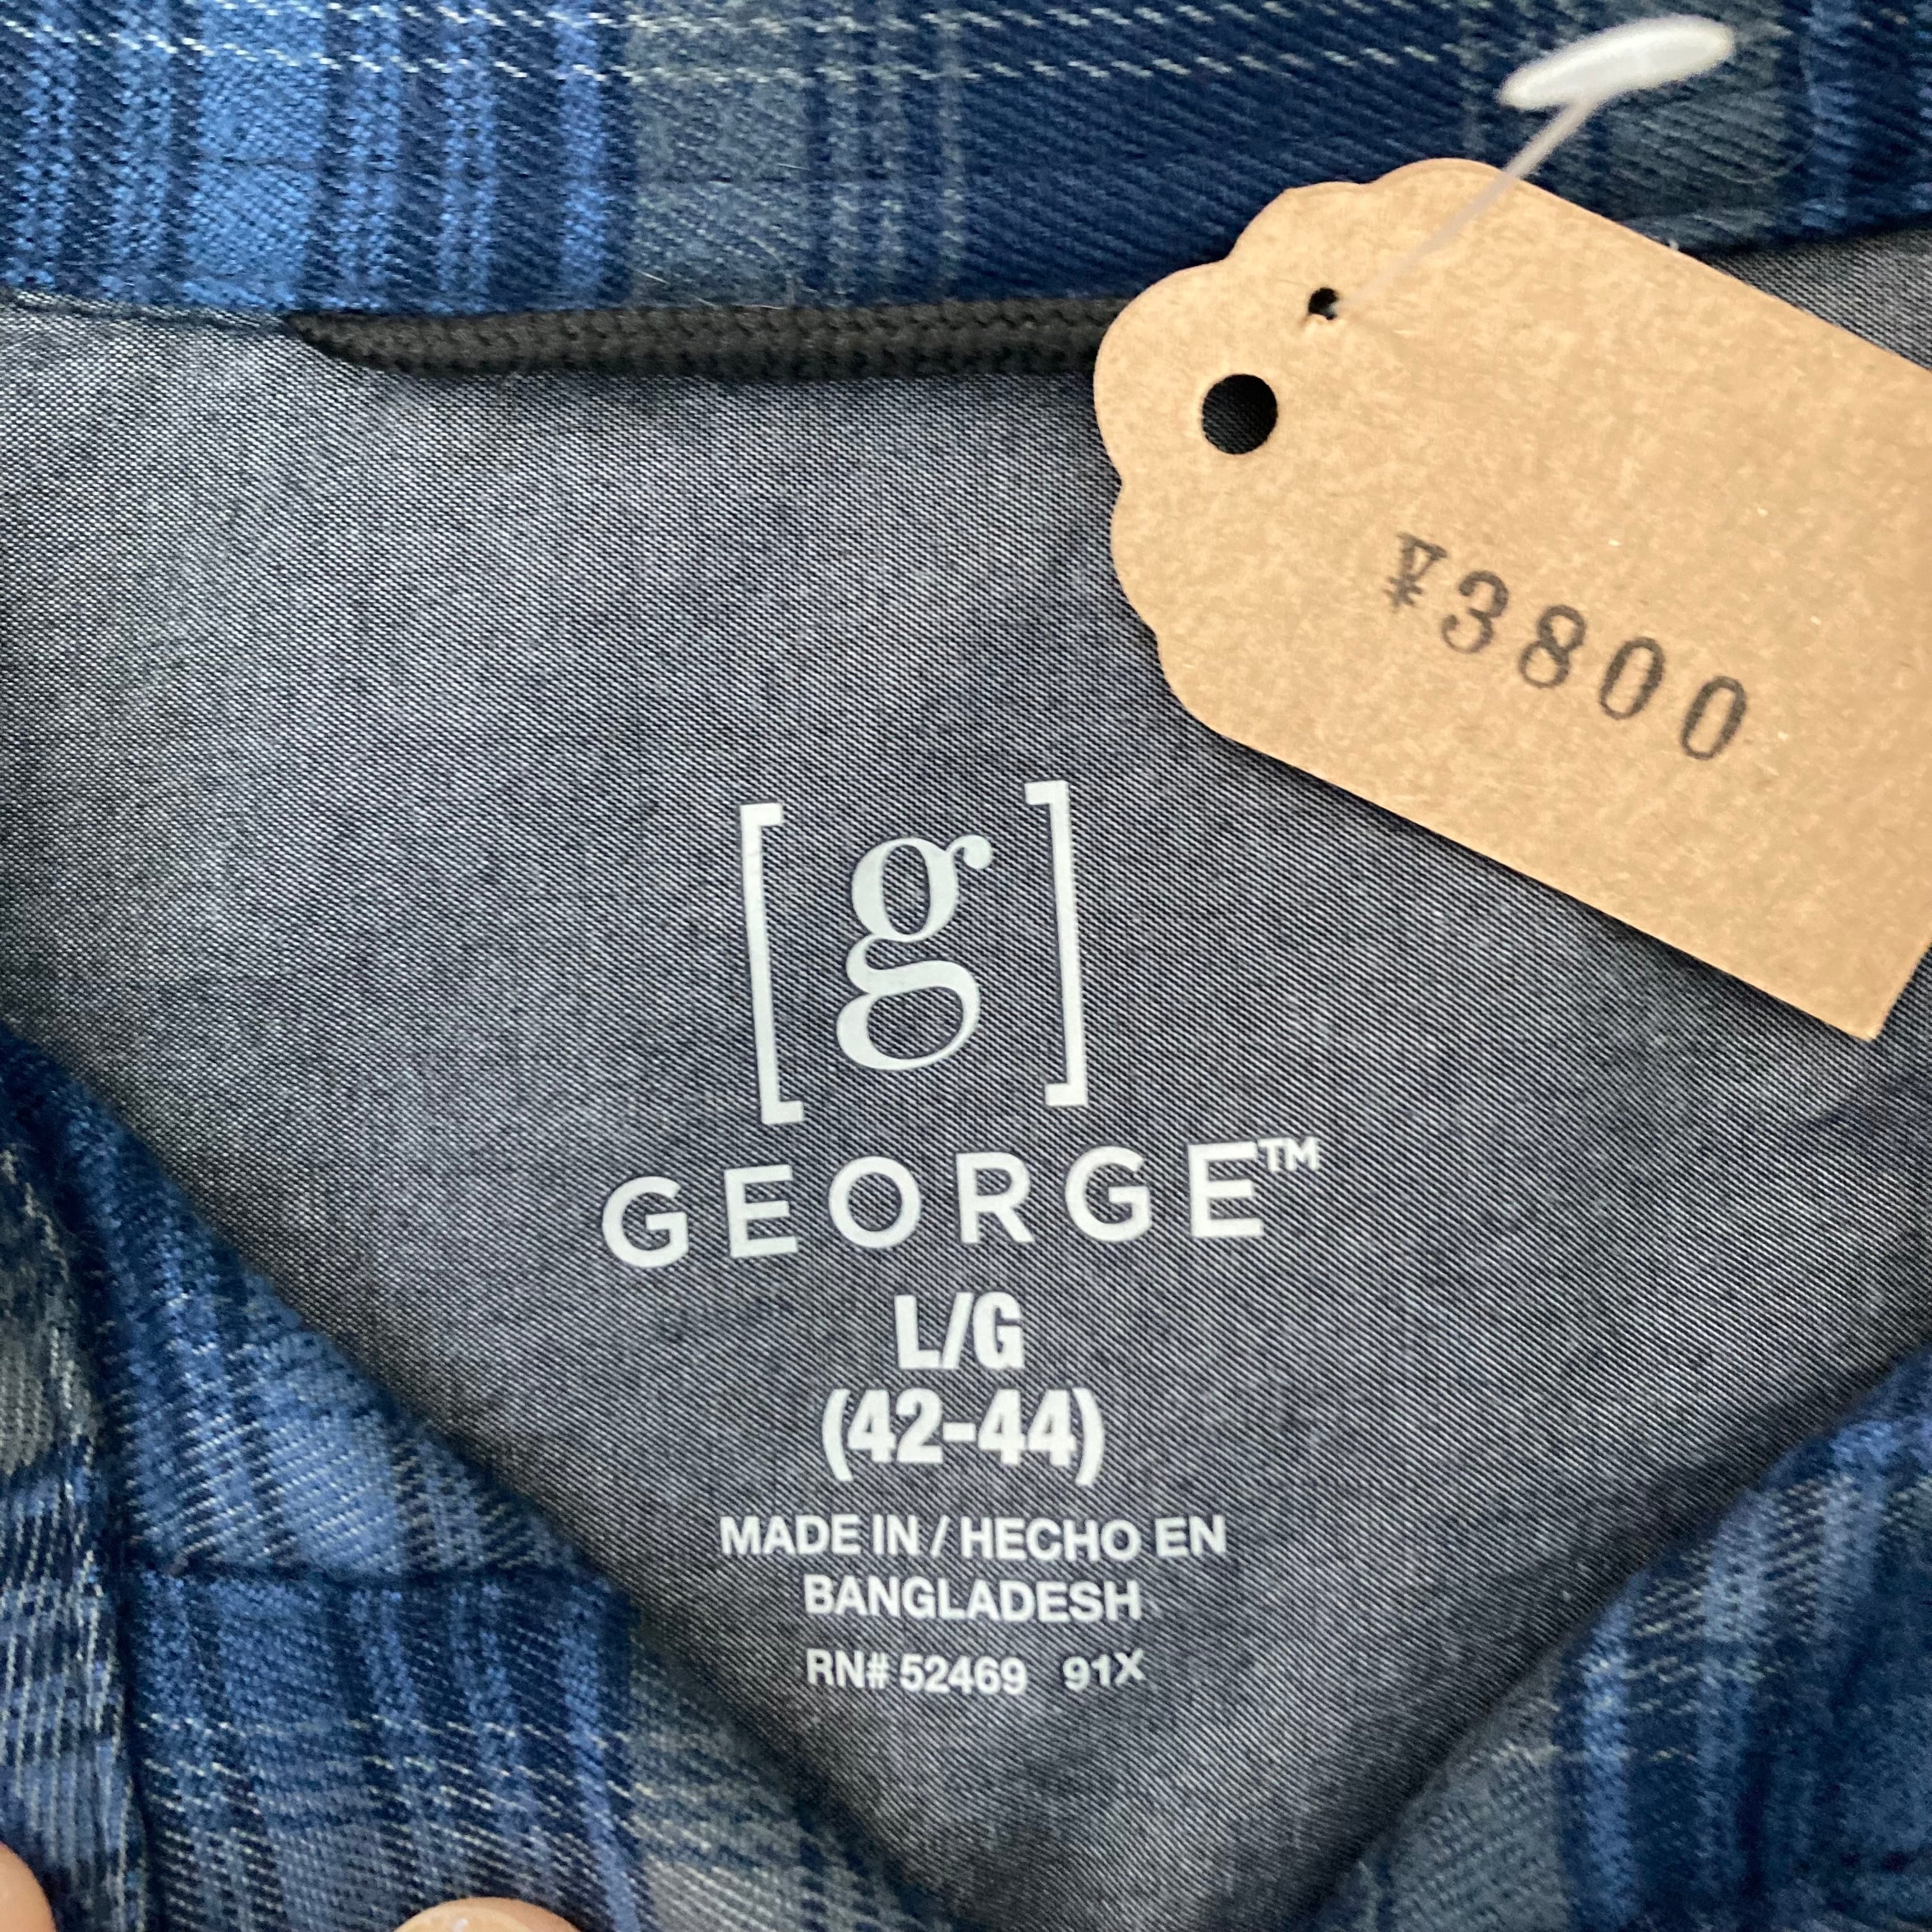 ¥3800
[g]
GEORGE™
L/G
(42-44)
MADE IN / HECHO EN
BANGLADESH
RN# 52469 91X